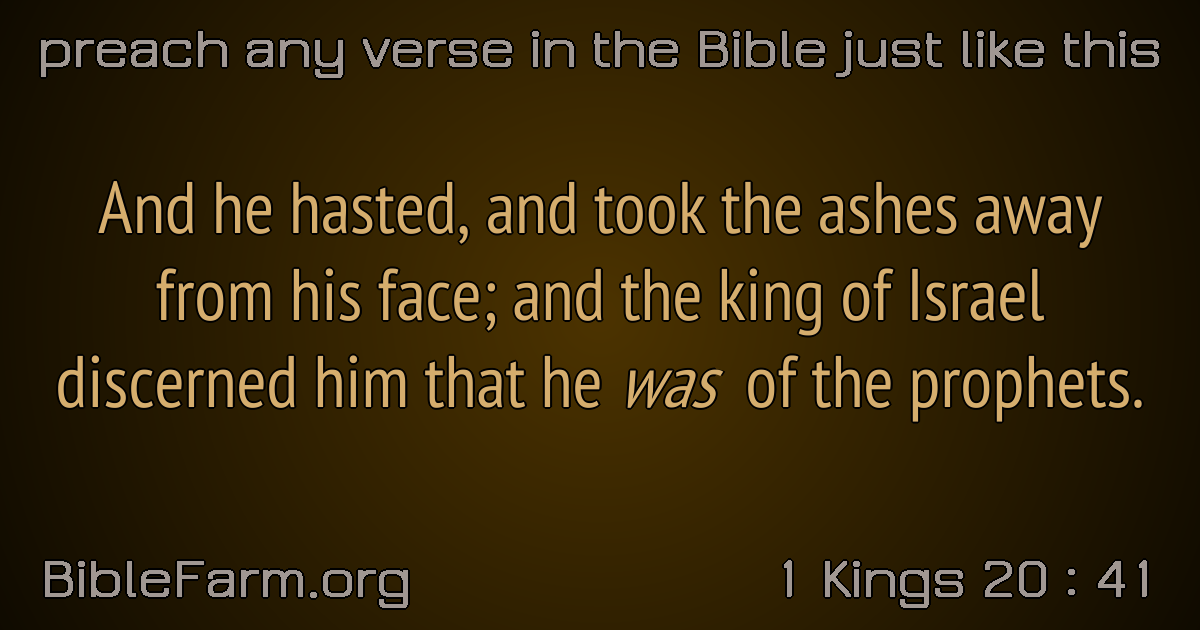 preach any verse in the Bible just like this
And he hasted, and took the ashes away
from his face; and the king of Israel
discerned him that he was of the prophets.
BibleFarm.org
1 Kings 20 : 41